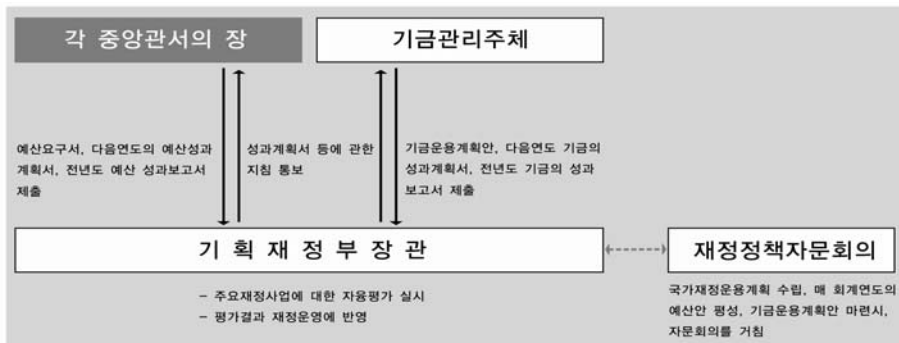 각 중앙관서의 장
기금관리주체
예산요구서, 다음연도의 예산성과
계획서, 전년도 예산 성과보고서
제출
성과계획서 등에 관한
지침 통보
기금운용계획안, 다음연도 기금의
성과계획서, 전년도 기금의 성과
보고서 제출
기 획 재 정 부 장 관
재정정책자문회의
– 주요재정사업에 대한 자율평가 실시
– 평가결과 재정운영에 반영
국가재정운용계획 수립, 매 회계연도의
예산안 평성, 기금운용계획안 마련시,
자문회의를 거침